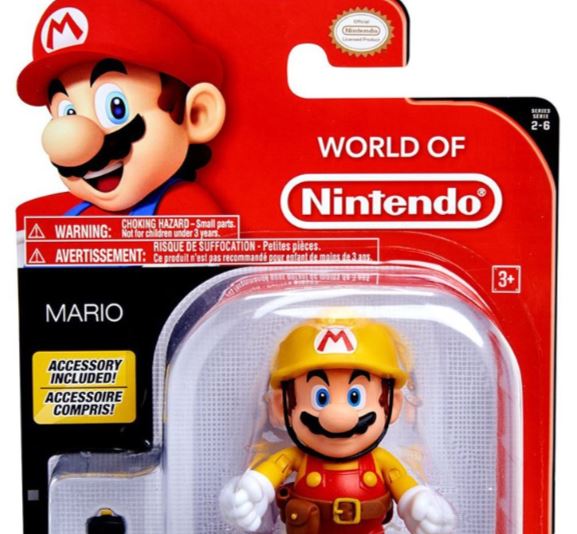 M
Official
Nintendo
Licensed Product
SERIES
SERIE
2-6
WORLD OF
Nintendo®
WARNING: CHOKING HAZARD - Small parts.
Not for children under 3 years.
AVERTISSEMENT: RISQUE DE SUFFOCATION - Petites pièces.
Ce produit n'est pas recommandé pour enfant de moins de 3 ans.
3+
MARIO
ACCESSORY
INCLUDED!
ACCESSOIRE
COMPRIS!
M